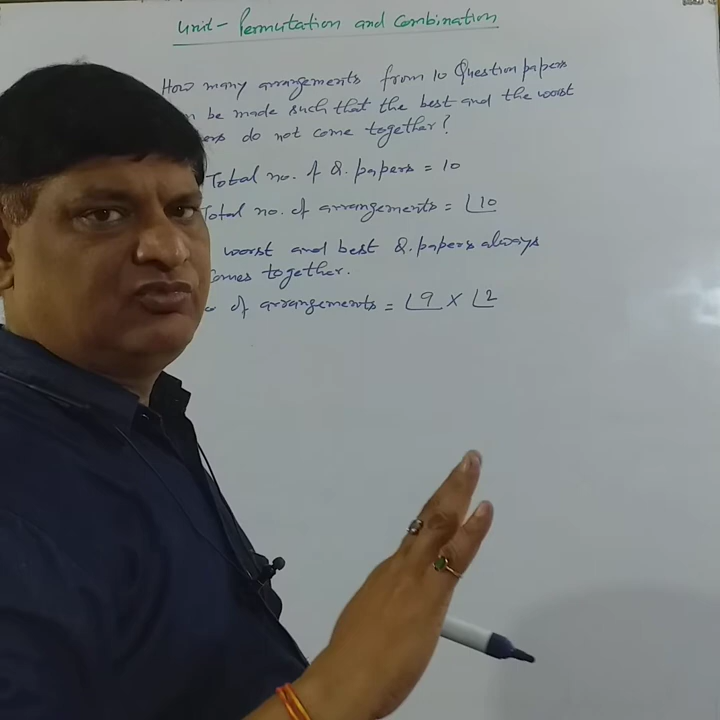 Unit - Permutation and Combination
How many arrangements from 10 Question papers
be made such that the best and the worst
do not come together?
Total no. of Q. papers = 10
Total no. of arrangements = ⌊10
worst and best Q. papers always
comes together.
of arrangements = ⌊9 × ⌊2